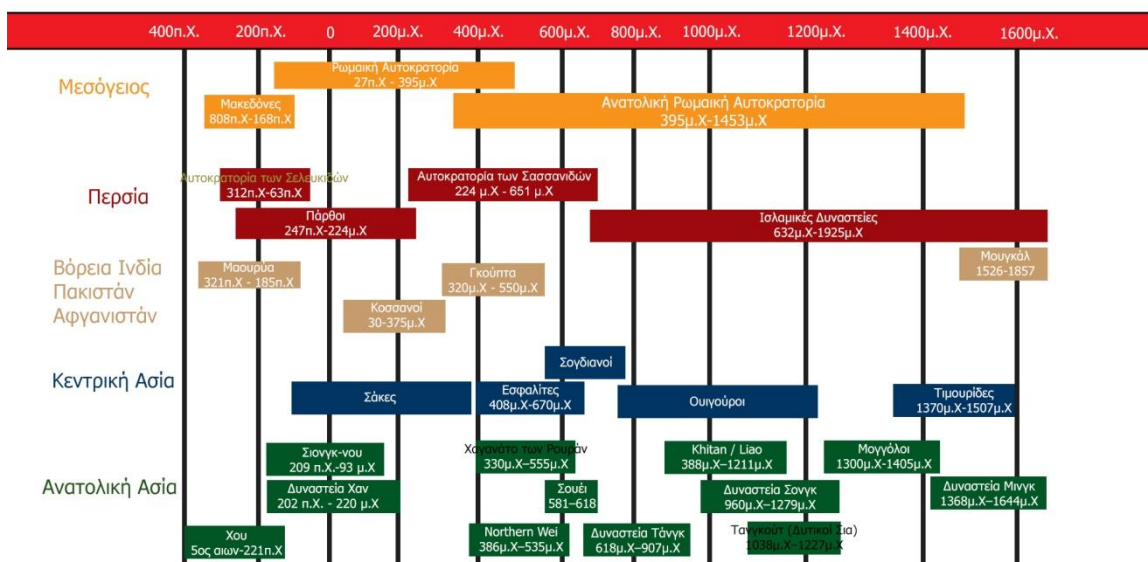 400π.Χ. 200π.Χ. 0 200μ.Χ. 400μ.Χ. 600μ.Χ. 800μ.Χ. 1000μ.Χ. 1200μ.Χ. 1400μ.Χ. 1600μ.Χ.
Μεσόγειος
Ρωμαική Αυτοκρατορία
27π.Χ - 395μ.Χ
Μακεδόνες
808π.Χ-168π.Χ
Ανατολική Ρωμαική Αυτοκρατορία
395μ.Χ-1453μ.Χ
Περσία
Αυτοκρατορία των Σελευκιδών
312π.Χ-63π.Χ
Αυτοκρατορία των Σασσανιδών
224 μ.Χ - 651 μ.Χ
Πάρθοι
247π.Χ-224μ.Χ
Ισλαμικές Δυναστείες
632μ.Χ-1925μ.Χ
Βόρεια Ινδία
Πακιστάν
Αφγανιστάν
Μαουρύα
321π.Χ - 185π.Χ
Γκούπτα
320μ.Χ - 550μ.Χ
Μουγκάλ
1526-1857
Κοσσανοί
30-375μ.Χ
Κεντρική Ασία
Σογδιανοί
Σάκες
Εσφαλίτες
408μ.Χ-670μ.Χ
Ουιγούροι
Τιμουρίδες
1370μ.Χ-1507μ.Χ
Ανατολική Ασία
Σιονγκ-νου
209 π.Χ.-93 μ.Χ
Χαγανάτο των Ρουράν
330μ.Χ–555μ.Χ
Khitan / Liao
388μ.Χ–1211μ.Χ
Μογγόλοι
1300μ.Χ-1405μ.Χ
Δυναστεία Χαν
202 π.Χ. - 220 μ.Χ
Σουέι
581–618
Δυναστεία Σονγκ
960μ.Χ–1279μ.Χ
Δυναστεία Μινγκ
1368μ.Χ–1644μ.Χ
Χου
5ος αιων-221π.Χ
Northern Wei
386μ.Χ–535μ.Χ
Δυναστεία Τάνγκ
618μ.Χ–907μ.Χ
Τανγκούτ (Δυτικοί Σια)
1038μ.Χ–1227μ.Χ